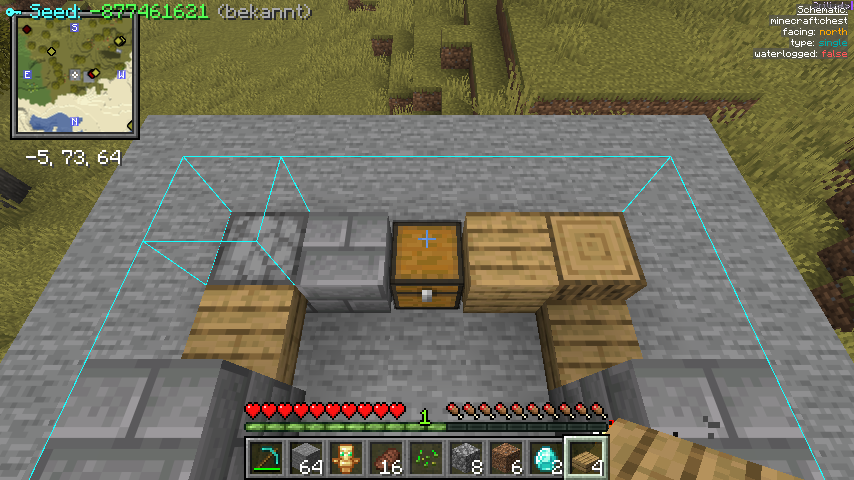 Seed: -877461621 (bekannt)
Schematic:
minecraft:chest
facing: north
type: single
waterlogged: false
S
E
W
N
-5, 73, 64
1
64
16
8
6
2
4